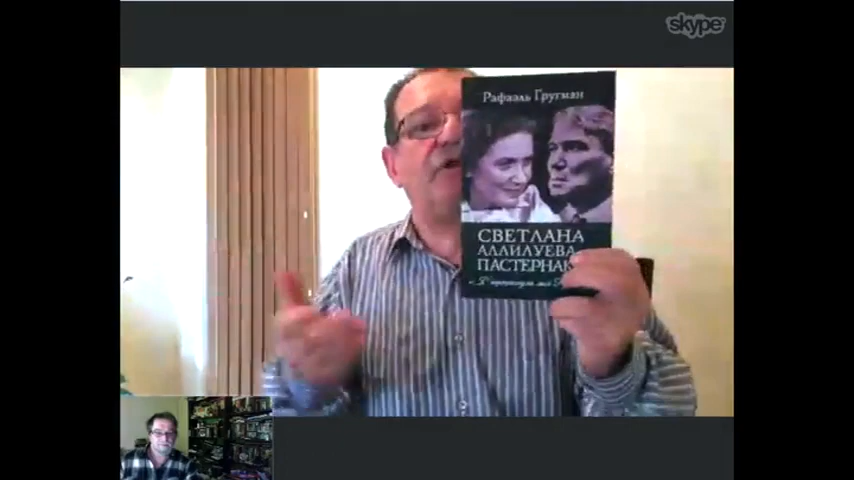 skype
Рафаэль Гругман
СВЕТЛАНА
АЛЛИЛУЕВА
ПАСТЕРНАК
«Я